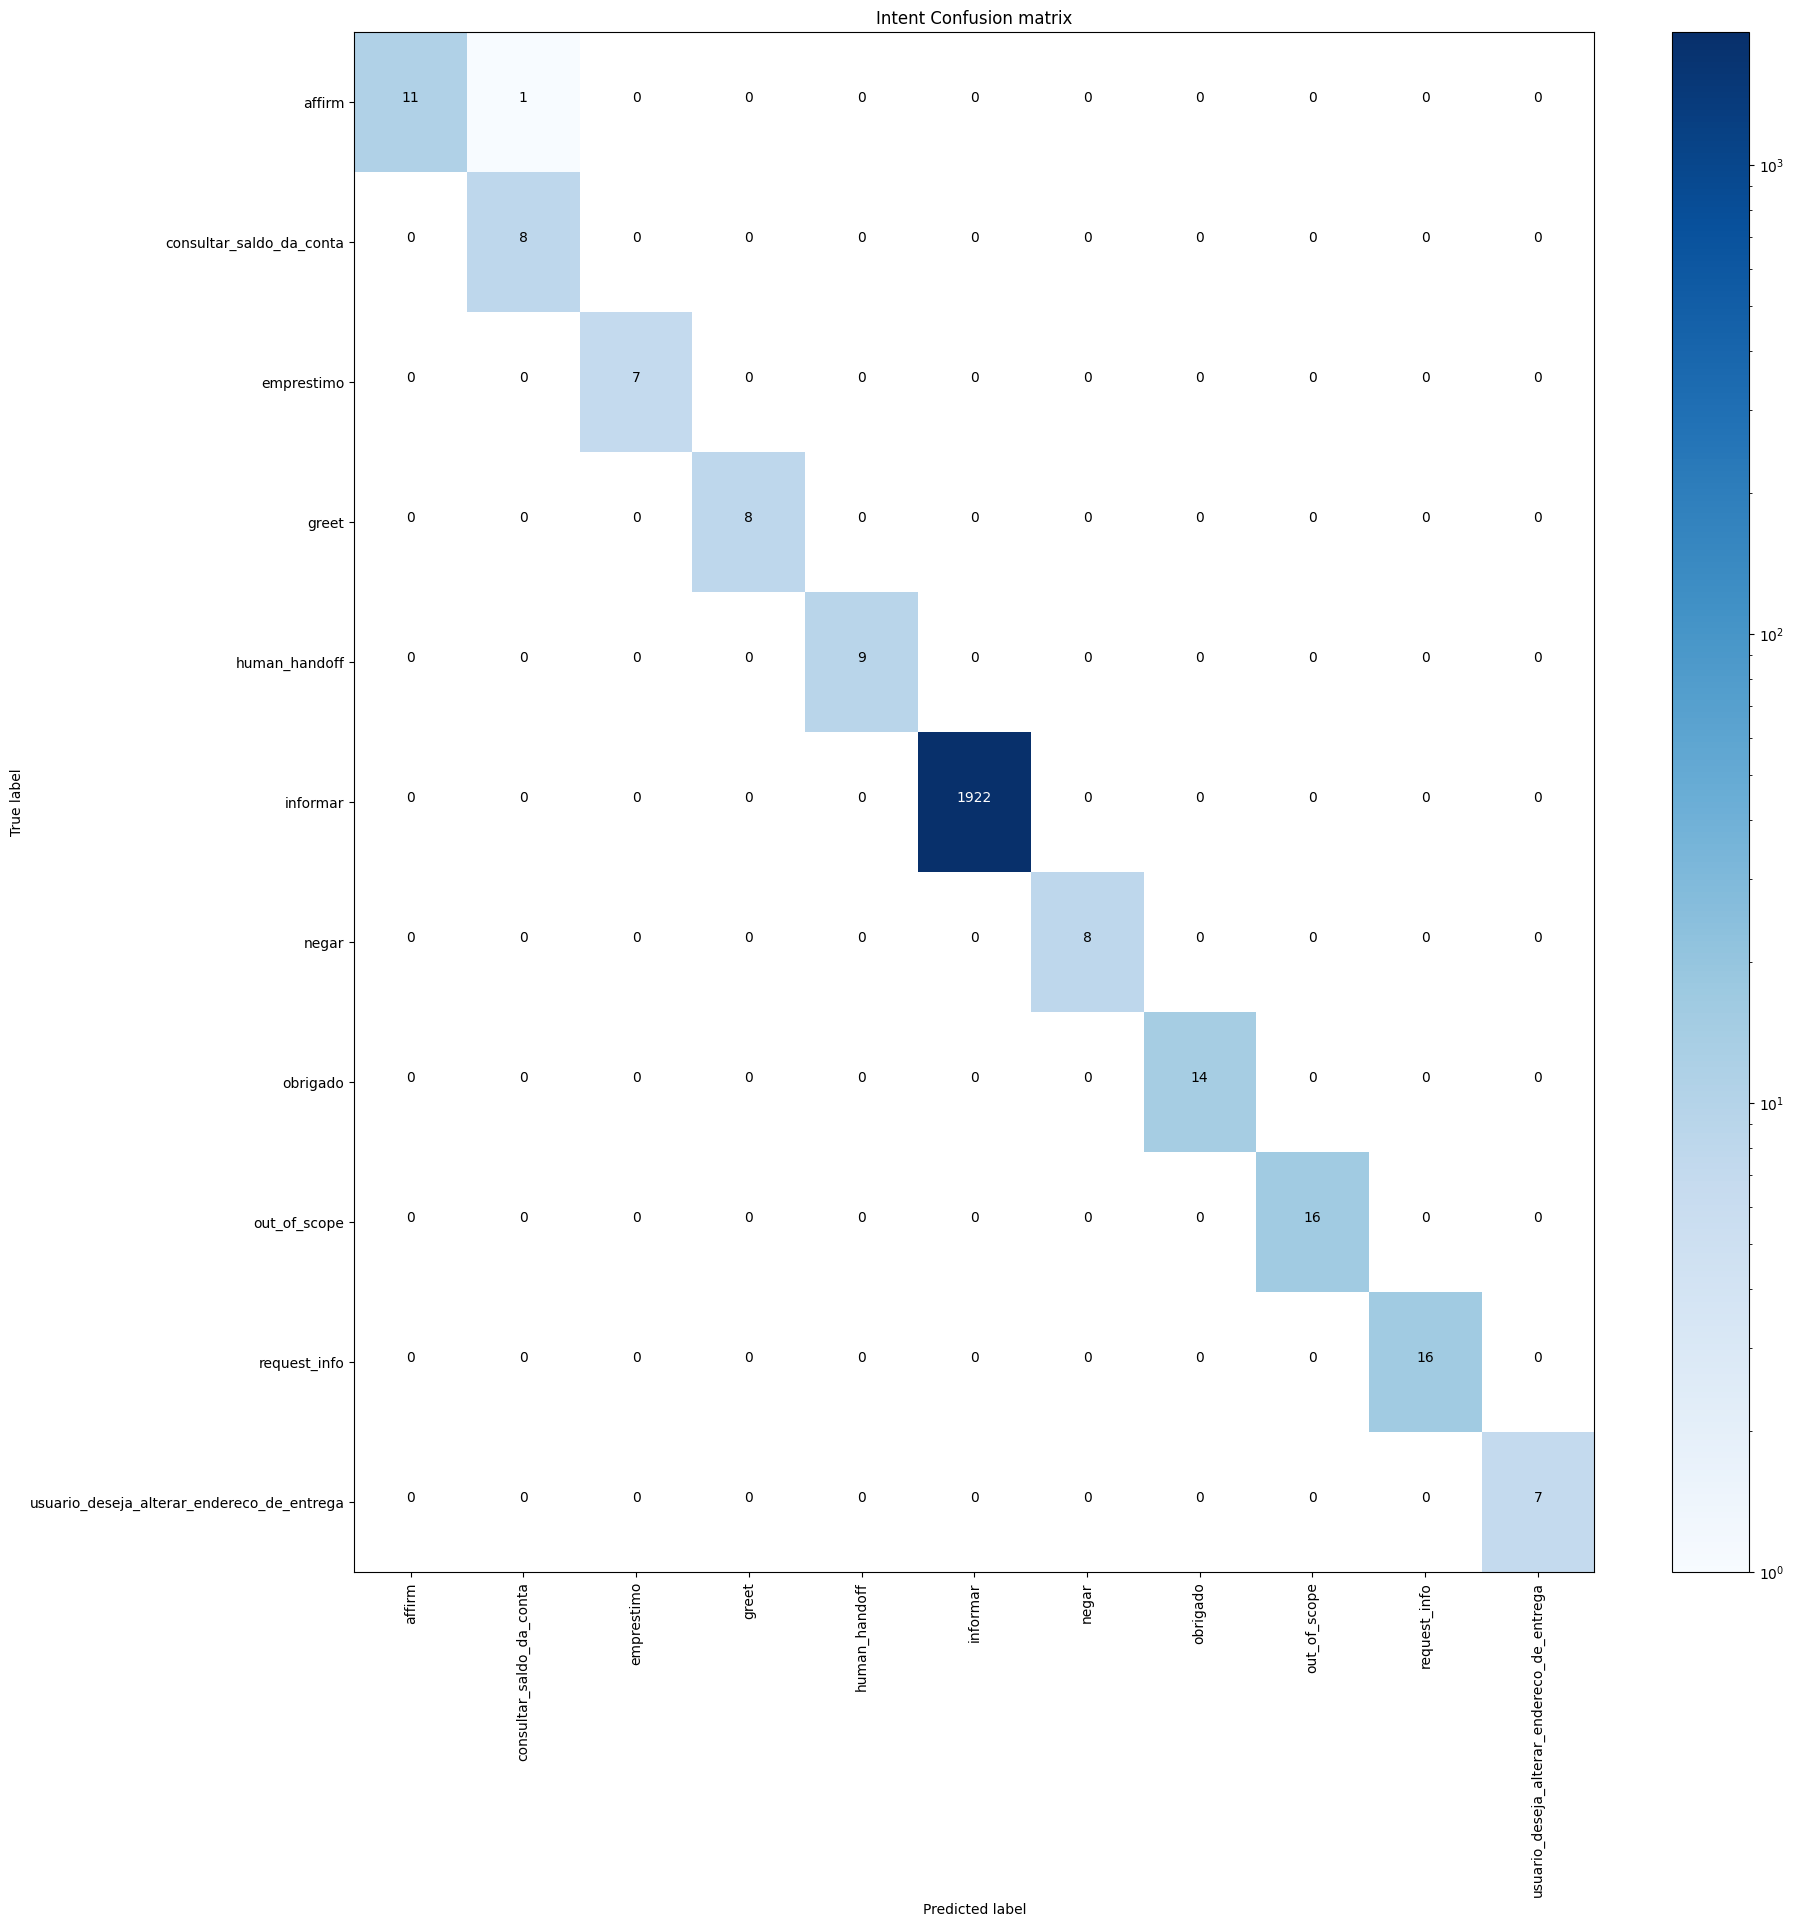 Intent Confusion matrix
affirm 11 1 0 0 0 0 0 0 0 0 0
consultar_saldo_da_conta 0 8 0 0 0 0 0 0 0 0 0
emprestimo 0 0 7 0 0 0 0 0 0 0 0
greet 0 0 0 8 0 0 0 0 0 0 0
human_handoff 0 0 0 0 9 0 0 0 0 0 0
informar 0 0 0 0 0 1922 0 0 0 0 0
negar 0 0 0 0 0 0 8 0 0 0 0
obrigado 0 0 0 0 0 0 0 14 0 0 0
out_of_scope 0 0 0 0 0 0 0 0 16 0 0
request_info 0 0 0 0 0 0 0 0 0 16 0
usuario_deseja_alterar_endereco_de_entrega 0 0 0 0 0 0 0 0 0 0 7
True label
affirm
consultar_saldo_da_conta
emprestimo
greet
human_handoff
informar
negar
obrigado
out_of_scope
request_info
usuario_deseja_alterar_endereco_de_entrega
Predicted label
10³
10²
10¹
10⁰